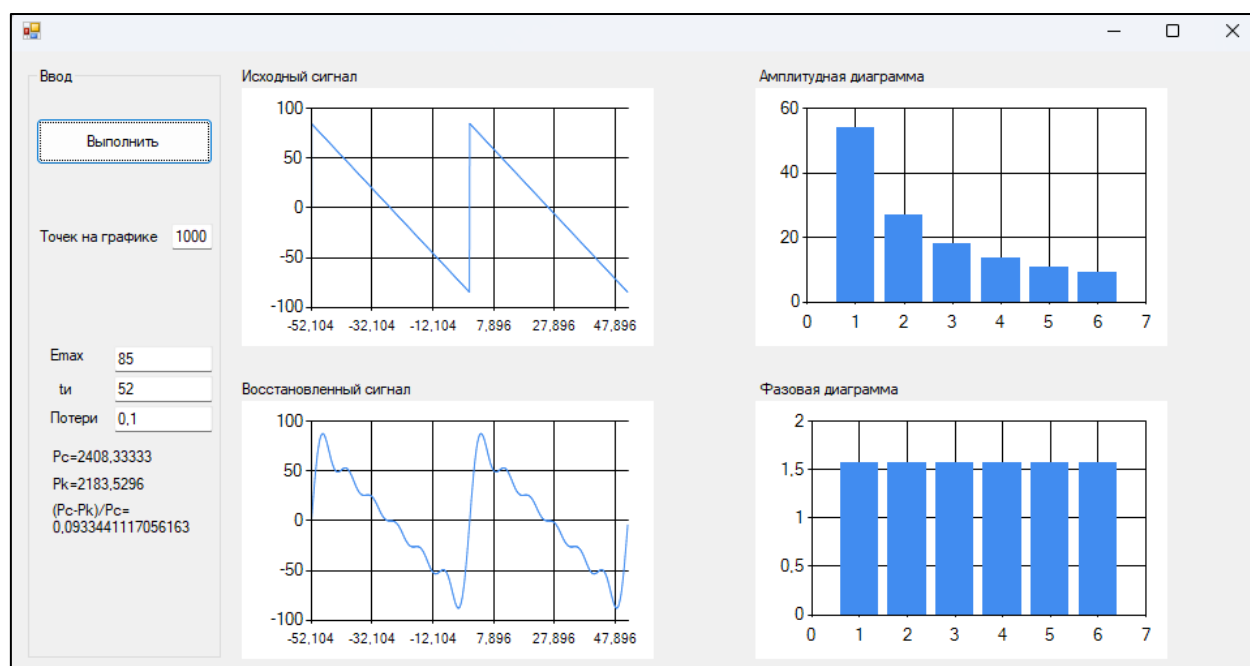 Ввод
Выполнить
Точек на графике 1000
Emax 85
tи 52
Потери 0,1
Pc=2408,33333
Pk=2183,5296
(Pc-Pk)/Pc=
0,0933441117056163
Исходный сигнал
100
50
0
-50
-100
-52,104 -32,104 -12,104 7,896 27,896 47,896
Амплитудная диаграмма
60
40
20
0
0 1 2 3 4 5 6 7
Восстановленный сигнал
100
50
0
-50
-100
-52,104 -32,104 -12,104 7,896 27,896 47,896
Фазовая диаграмма
2
1,5
1
0,5
0
0 1 2 3 4 5 6 7